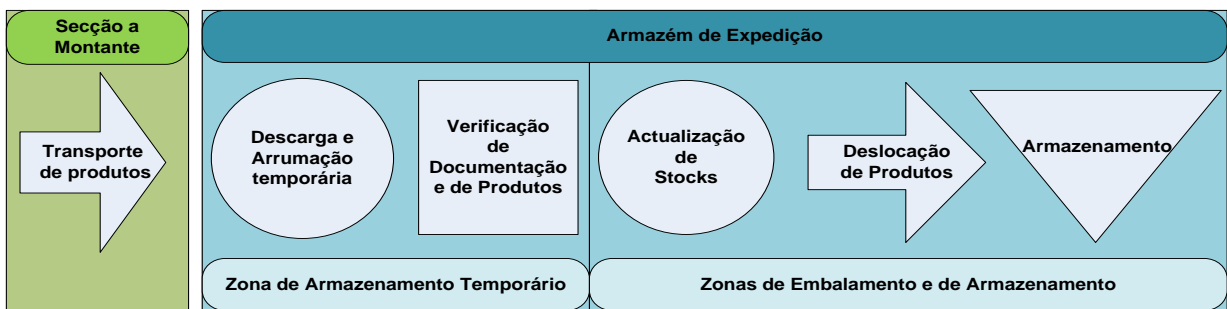 Secção a
Montante
Armazém de Expedição
Transporte
de produtos
Descarga e
Arrumação
temporária
Verificação
de
Documentação
e de Produtos
Actualização
de
Stocks
Deslocação
de Produtos
Armazenamento
Zona de Armazenamento Temporário
Zonas de Embalamento e de Armazenamento